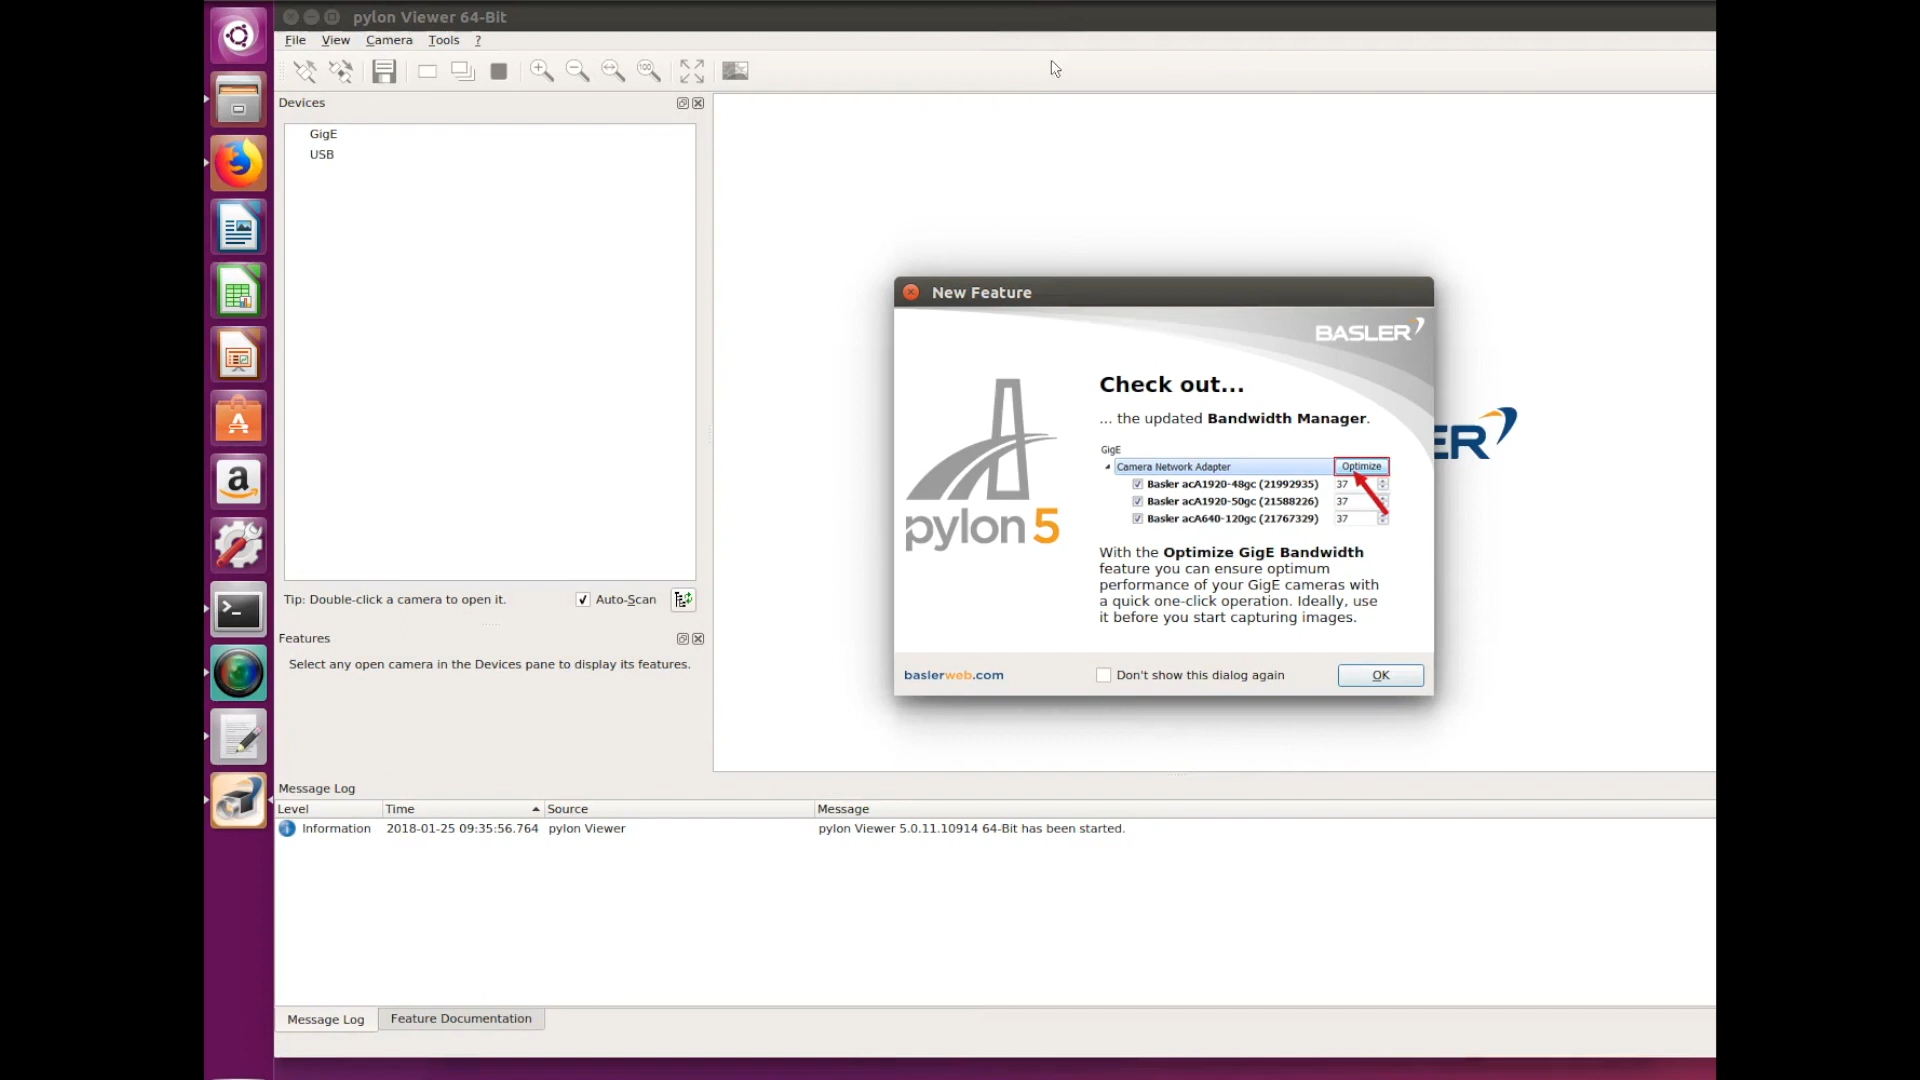 pylon Viewer 64-Bit
File View Camera Tools ?
100
Devices
GigE
USB
Tip: Double-click a camera to open it. Auto-Scan
Features
Select any open camera in the Devices pane to display its features.
ER
New Feature
BASLER
pylon 5
Check out...
... the updated Bandwidth Manager.
GigE
Camera Network Adapter Optimize
Basler acA1920-48gc (21992935) 37
Basler acA1920-50gc (21588226) 37
Basler acA640-120gc (21767329) 37
With the Optimize GigE Bandwidth
feature you can ensure optimum
performance of your GigE cameras with
a quick one-click operation. Ideally, use
it before you start capturing images.
baslerweb.com Don't show this dialog again OK
Message Log
Level Time Source Message
Information 2018-01-25 09:35:56.764 pylon Viewer pylon Viewer 5.0.11.10914 64-Bit has been started.
Message Log Feature Documentation